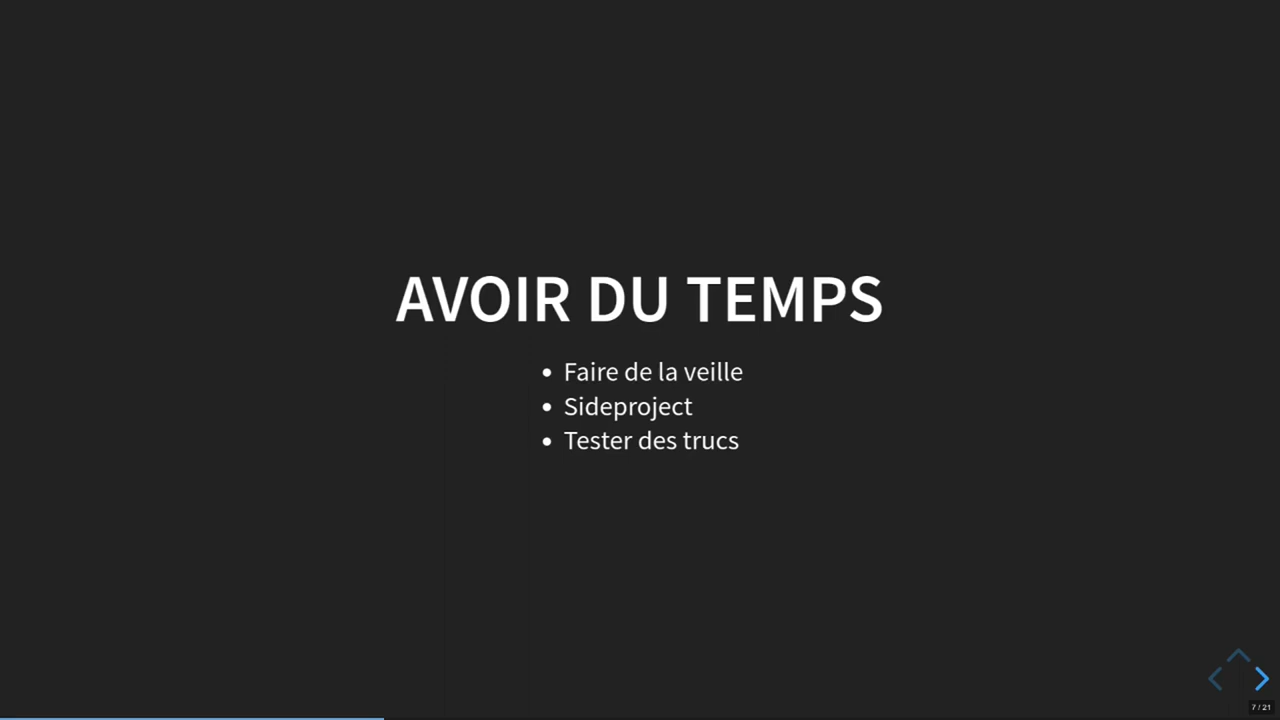 AVOIR DU TEMPS
Faire de la veille
Sideproject
Tester des trucs
7 / 21